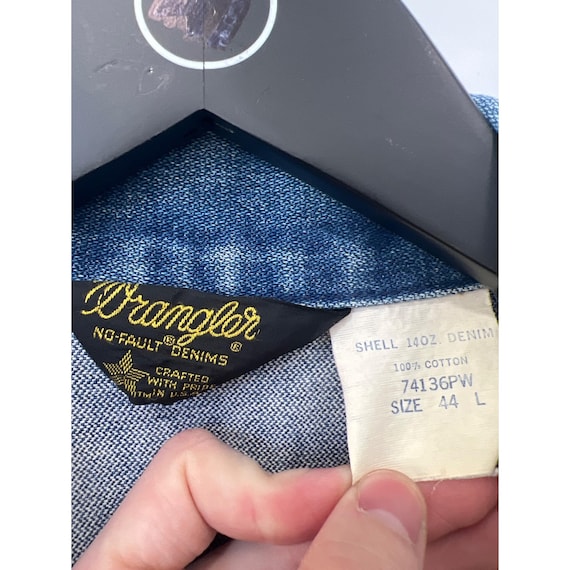 Wrangler®
NO-FAULT® DENIMS
CRAFTED
WITH PRIDE
IN U.S.
SHELL 14OZ. DENIM
100% COTTON
74136PW
SIZE 44 L